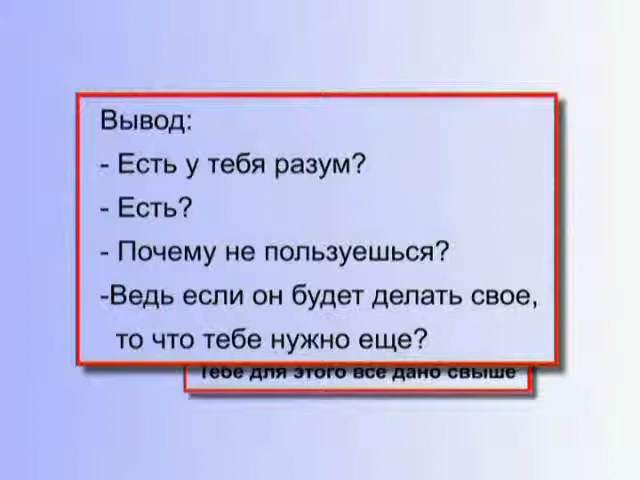 Вывод:
- Есть у тебя разум?
- Есть?
- Почему не пользуешься?
-Ведь если он будет делать свое,
то что тебе нужно еще?
Тебе для этого все дано свыше